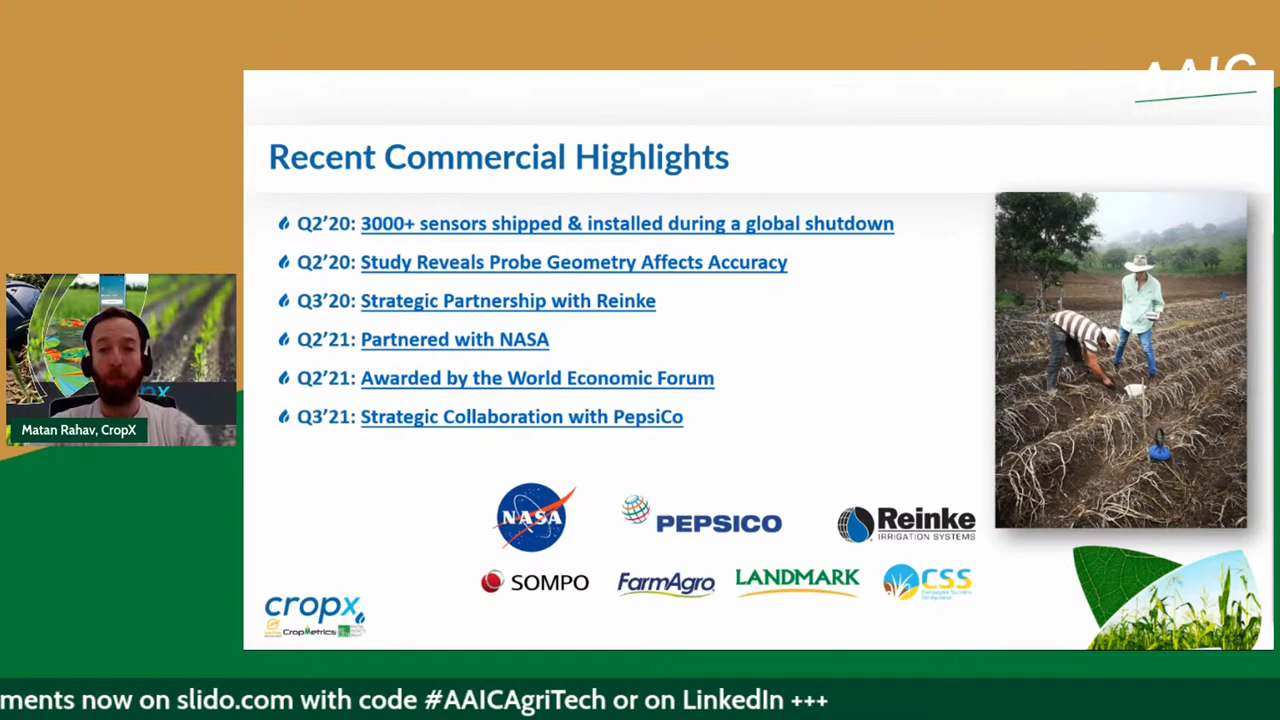 AAIC
Recent Commercial Highlights
Q2’20: 3000+ sensors shipped & installed during a global shutdown
Q2’20: Study Reveals Probe Geometry Affects Accuracy
Q3’20: Strategic Partnership with Reinke
Q2’21: Partnered with NASA
Q2’21: Awarded by the World Economic Forum
Q3’21: Strategic Collaboration with PepsiCo
Matan Rahav, CropX
NASA
PEPSICO
Reinke
IRRIGATION SYSTEMS
SOMPO
FarmAgro
LANDMARK
CSS
cropx
CropMetrics
ments now on slido.com with code #AAICAgriTech or on LinkedIn +++